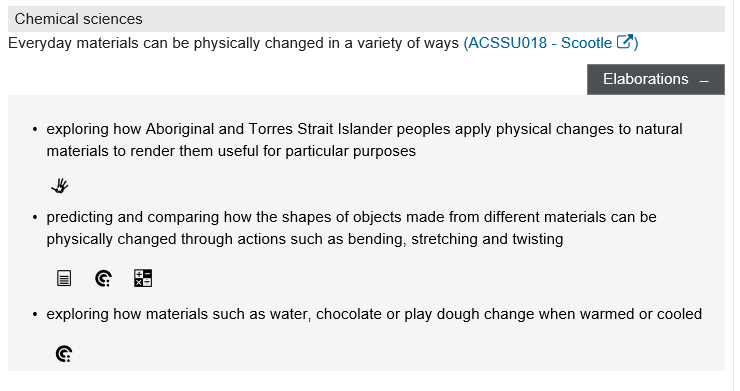 Chemical sciences
Everyday materials can be physically changed in a variety of ways (ACSSU018 - Scootle )
Elaborations –
• exploring how Aboriginal and Torres Strait Islander peoples apply physical changes to natural
materials to render them useful for particular purposes
• predicting and comparing how the shapes of objects made from different materials can be
physically changed through actions such as bending, stretching and twisting
• exploring how materials such as water, chocolate or play dough change when warmed or cooled